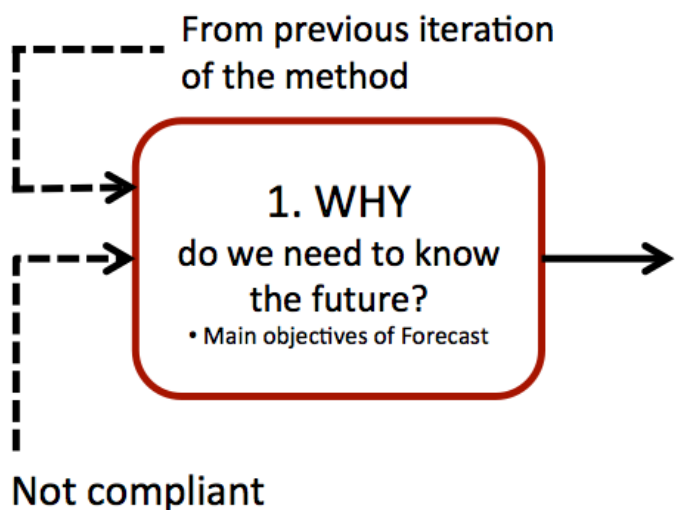 From previous iteration
of the method
1. WHY
do we need to know
the future?
• Main objectives of Forecast
Not compliant